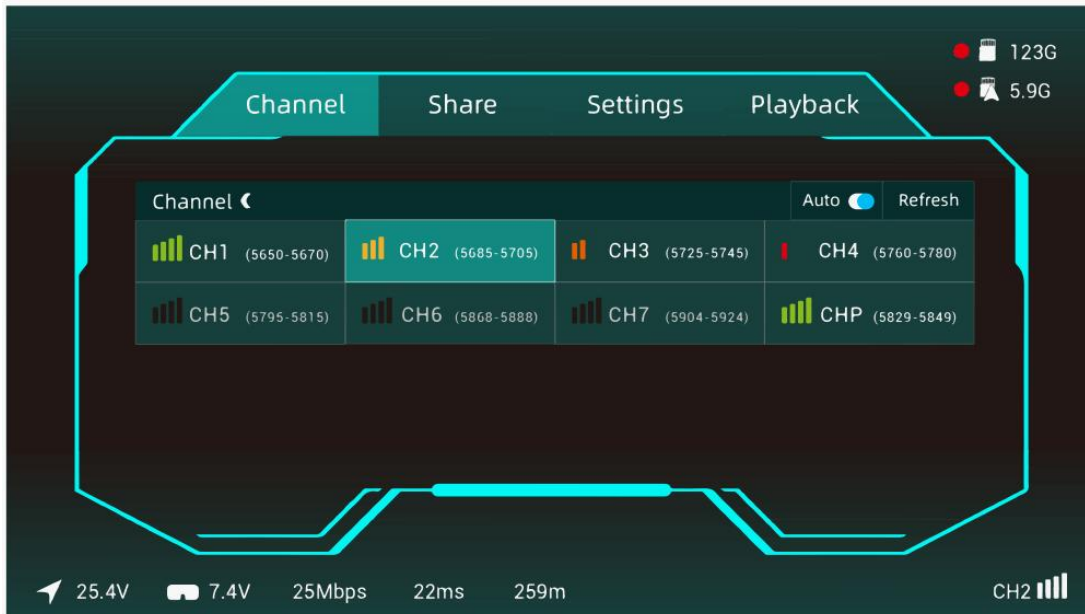 123G
5.9G
Channel Share Settings Playback
Channel Auto Refresh
CH1 (5650-5670) CH2 (5685-5705) CH3 (5725-5745) CH4 (5760-5780)
CH5 (5795-5815) CH6 (5868-5888) CH7 (5904-5924) CHP (5829-5849)
25.4V 7.4V 25Mbps 22ms 259m CH2